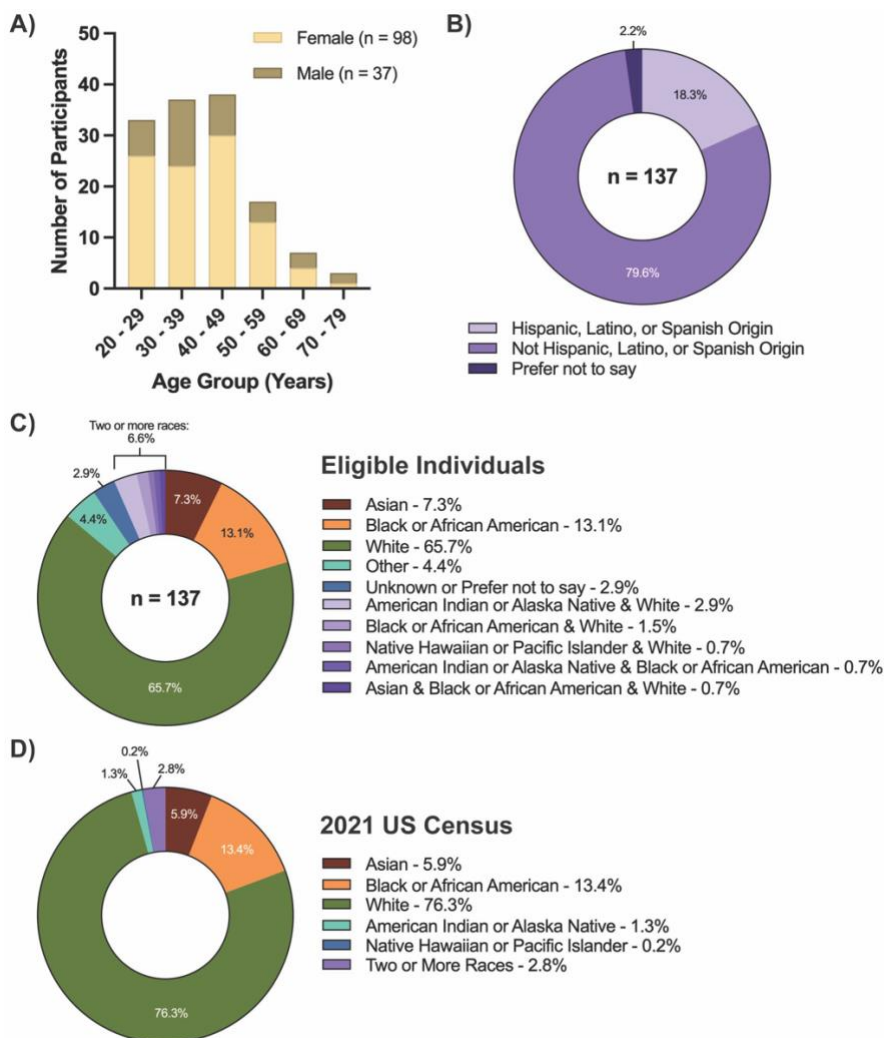 A)
Female (n = 98)
Male (n = 37)
Number of Participants
50
40
30
20
10
0
20 - 29
30 - 39
40 - 49
50 - 59
60 - 69
70 - 79
Age Group (Years)
B)
2.2%
18.3%
n = 137
79.6%
Hispanic, Latino, or Spanish Origin
Not Hispanic, Latino, or Spanish Origin
Prefer not to say
C)
Two or more races:
6.6%
2.9%
4.4%
7.3%
13.1%
n = 137
65.7%
Eligible Individuals
Asian - 7.3%
Black or African American - 13.1%
White - 65.7%
Other - 4.4%
Unknown or Prefer not to say - 2.9%
American Indian or Alaska Native & White - 2.9%
Black or African American & White - 1.5%
Native Hawaiian or Pacific Islander & White - 0.7%
American Indian or Alaska Native & Black or African American - 0.7%
Asian & Black or African American & White - 0.7%
D)
0.2%
1.3%
2.8%
5.9%
13.4%
76.3%
2021 US Census
Asian - 5.9%
Black or African American - 13.4%
White - 76.3%
American Indian or Alaska Native - 1.3%
Native Hawaiian or Pacific Islander - 0.2%
Two or More Races - 2.8%